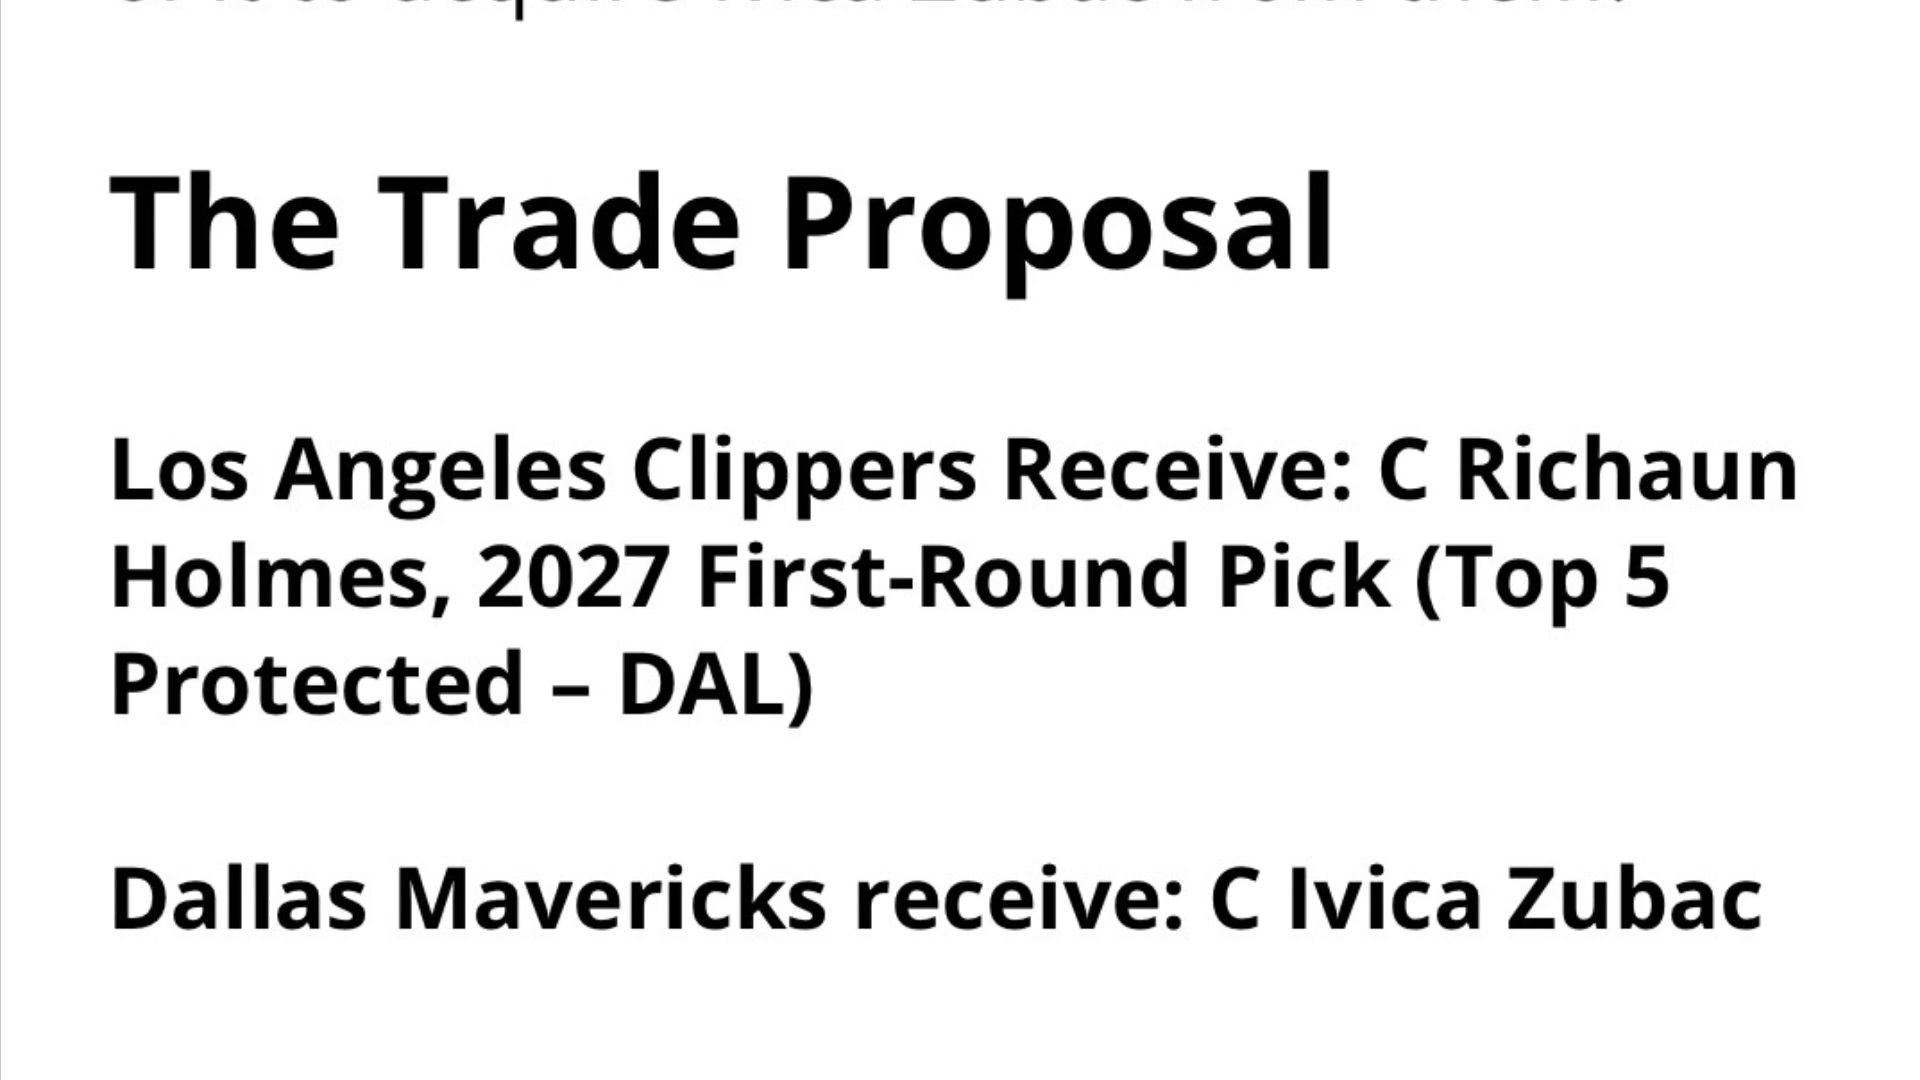 The Trade Proposal
Los Angeles Clippers Receive: C Richaun
Holmes, 2027 First-Round Pick (Top 5
Protected – DAL)
Dallas Mavericks receive: C Ivica Zubac